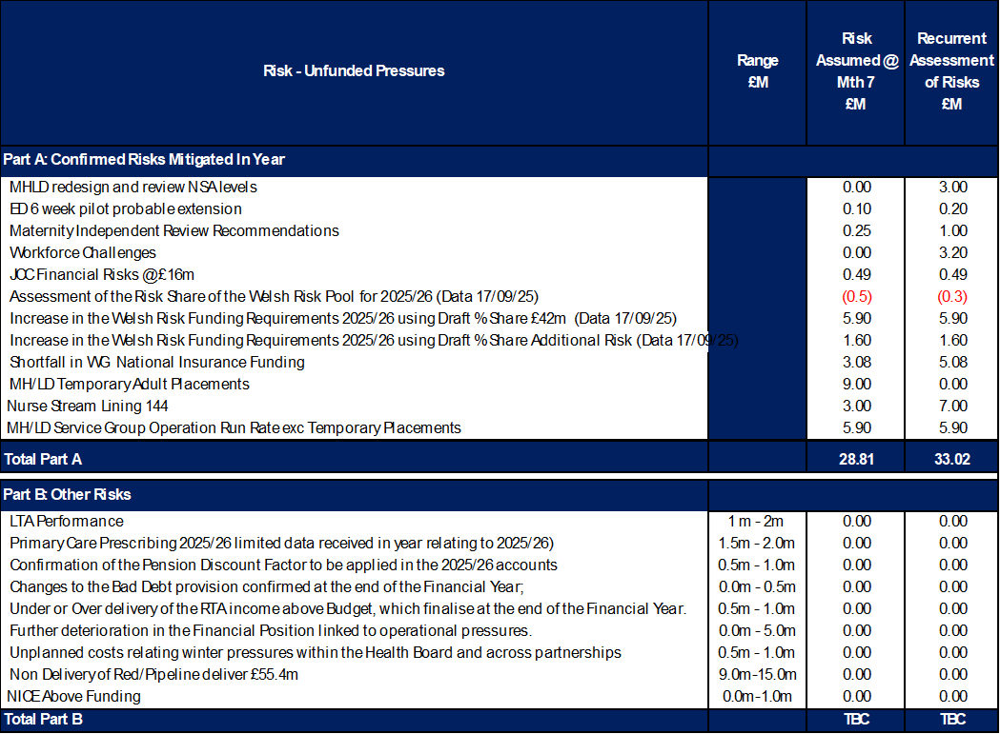 Risk - Unfunded Pressures Range £M Risk Assumed @ Mth 7 £M Recurrent Assessment of Risks £M
Part A: Confirmed Risks Mitigated In Year
MHLD redesign and review NSA levels 0.00 3.00
ED 6 week pilot probable extension 0.10 0.20
Maternity Independent Review Recommendations 0.25 1.00
Workforce Challenges 0.00 3.20
JCC Financial Risks @£16m 0.49 0.49
Assessment of the Risk Share of the Welsh Risk Pool for 2025/26 (Data 17/09/25) (0.5) (0.3)
Increase in the Welsh Risk Funding Requirements 2025/26 using Draft % Share £42m (Data 17/09/25) 5.90 5.90
Increase in the Welsh Risk Funding Requirements 2025/26 using Draft % Share Additional Risk (Data 17/09/25) 1.60 1.60
Shortfall in WG National Insurance Funding 3.08 5.08
MH/LD Temporary Adult Placements 9.00 0.00
Nurse Stream Lining 144 3.00 7.00
MH/LD Service Group Operation Run Rate exc Temporary Placements 5.90 5.90
Total Part A 28.81 33.02
Part B: Other Risks
LTA Performance 1 m - 2m 0.00 0.00
Primary Care Prescribing 2025/26 limited data received in year relating to 2025/26) 1.5m - 2.0m 0.00 0.00
Confirmation of the Pension Discount Factor to be applied in the 2025/26 accounts 0.5m - 1.0m 0.00 0.00
Changes to the Bad Debt provision confirmed at the end of the Financial Year; 0.0m - 0.5m 0.00 0.00
Under or Over delivery of the RTA income above Budget, which finalise at the end of the Financial Year. 0.5m - 1.0m 0.00 0.00
Further deterioration in the Financial Position linked to operational pressures. 0.0m - 5.0m 0.00 0.00
Unplanned costs relating winter pressures within the Health Board and across partnerships 0.5m - 1.0m 0.00 0.00
Non Delivery of Red/Pipeline deliver £55.4m 9.0m-15.0m 0.00 0.00
NICE Above Funding 0.0m-1.0m 0.00 0.00
Total Part B TBC TBC